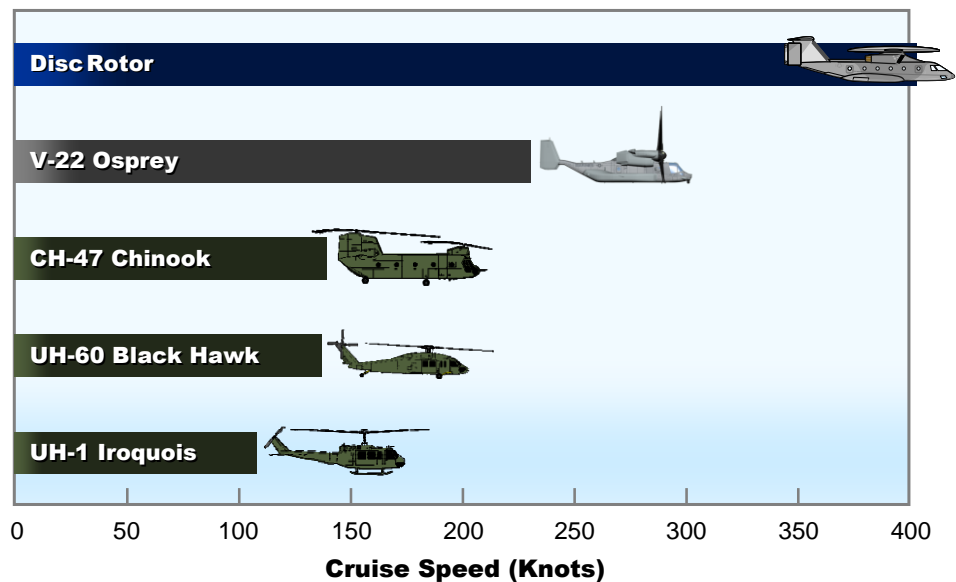 Disc Rotor
V-22 Osprey
CH-47 Chinook
UH-60 Black Hawk
UH-1 Iroquois
0 50 100 150 200 250 300 350 400
Cruise Speed (Knots)